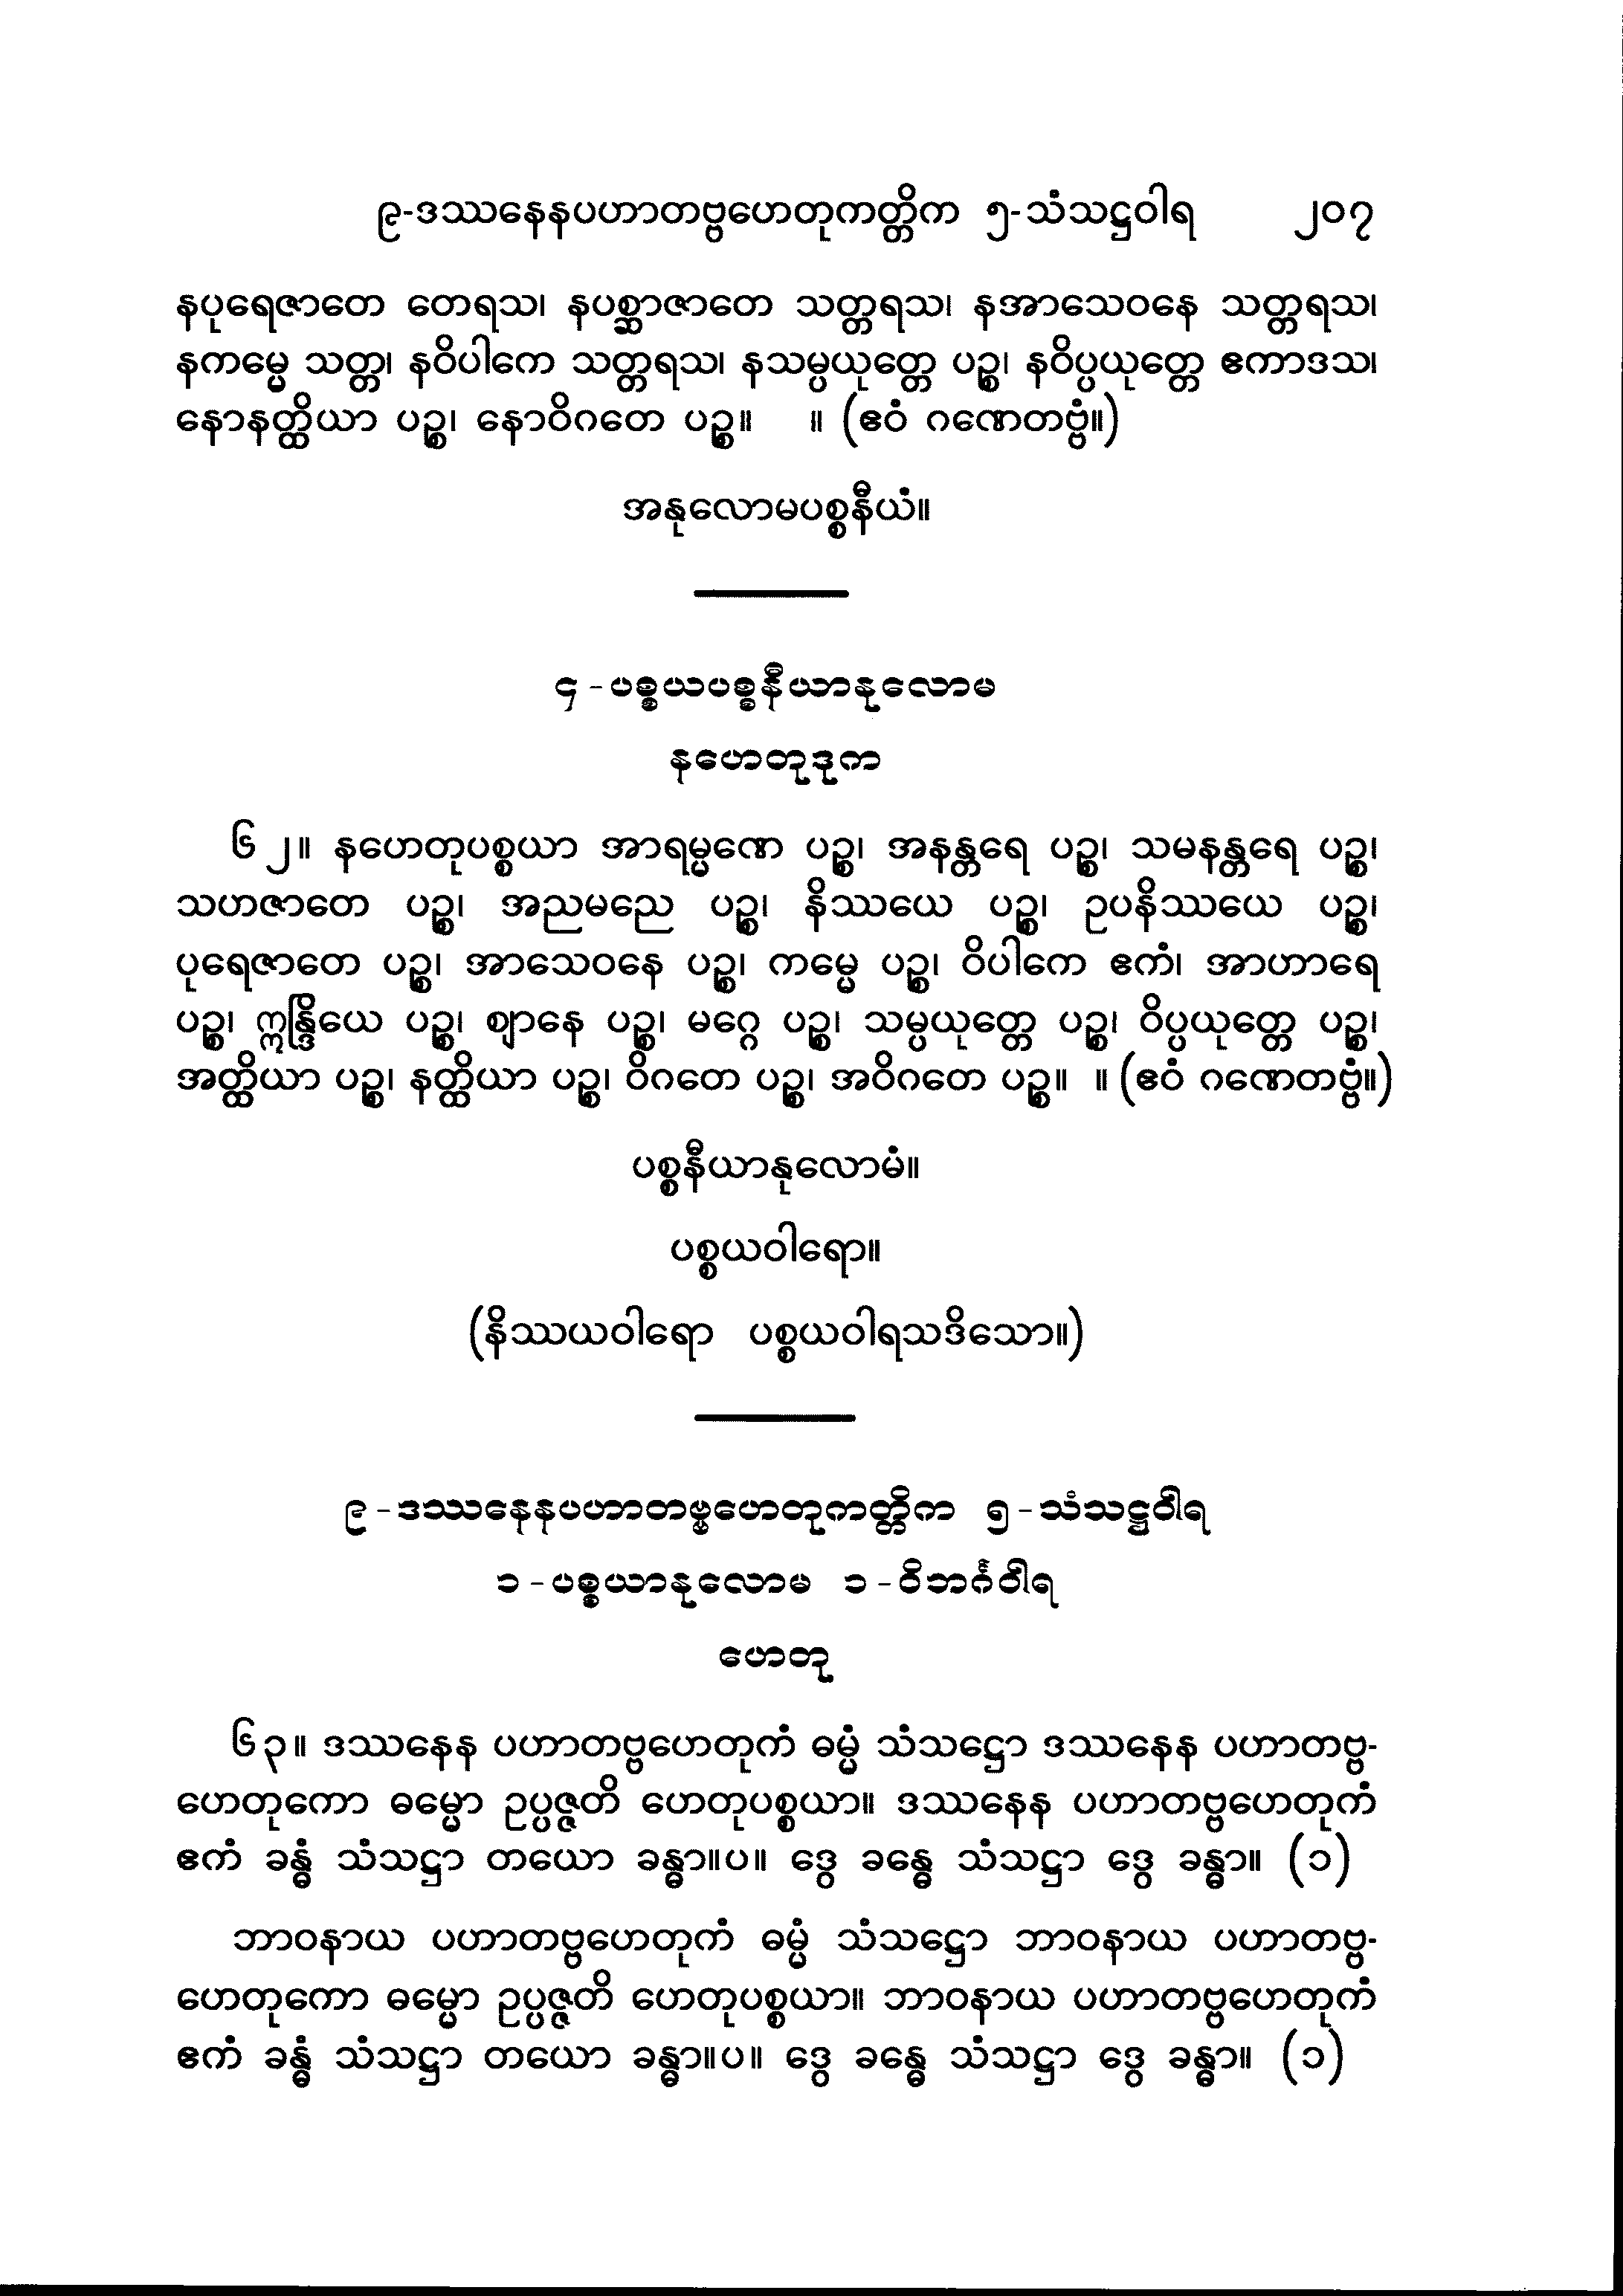 ၉-ဒဿနေနပဟာတဗ္ဗဟေတုကတ္တိက ၅-သံသဋ္ဌဝါရ ၂၀၇
နပုရေဇာတေ တေရသ၊ နပစ္ဆာဇာတေ သတ္တရသ၊ နအာသေဝနေ သတ္တရသ၊
နကမ္မေ သတ္တ၊ နဝိပါကေ သတ္တရသ၊ နသမ္ပယုတ္တေ ပဉ္စ၊ နဝိပ္ပယုတ္တေ ဧကာဒသ၊
နောနတ္ထိယာ ပဉ္စ၊ နောဝိဂတေ ပဉ္စ။ ။ (ဧဝံ ဂဏေတဗ္ဗံ။)
အနုလောမပစ္စနီယံ။
၄-ပစ္စယပစ္စနီယာနုလောမ
နဟေတုဒုက
၆၂။ နဟေတုပစ္စယာ အာရမ္မဏေ ပဉ္စ၊ အနန္တရေ ပဉ္စ၊ သမနန္တရေ ပဉ္စ၊
သဟဇာတေ ပဉ္စ၊ အညမညေ ပဉ္စ၊ နိဿယေ ပဉ္စ၊ ဥပနိဿယေ ပဉ္စ၊
ပုရေဇာတေ ပဉ္စ၊ အာသေဝနေ ပဉ္စ၊ ကမ္မေ ပဉ္စ၊ ဝိပါကေ ဧကံ၊ အာဟာရေ
ပဉ္စ၊ ဣန္ဒြိယေ ပဉ္စ၊ ဈာနေ ပဉ္စ၊ မဂ္ဂေ ပဉ္စ၊ သမ္ပယုတ္တေ ပဉ္စ၊ ဝိပ္ပယုတ္တေ ပဉ္စ၊
အတ္ထိယာ ပဉ္စ၊ နတ္ထိယာ ပဉ္စ၊ ဝိဂတေ ပဉ္စ၊ အဝိဂတေ ပဉ္စ။ ။ (ဧဝံ ဂဏေတဗ္ဗံ။)
ပစ္စနီယာနုလောမံ။
ပစ္စယဝါရော။
(နိဿယဝါရော ပစ္စယဝါရသဒိသော။)
၉-ဒဿနေနပဟာတဗ္ဗဟေတုကတ္တိက ၅-သံသဋ္ဌဝါရ
၁-ပစ္စယာနုလောမ ၁-ဝိဘင်္ဂဝါရ
ဟေတု
၆၃။ ဒဿနေန ပဟာတဗ္ဗဟေတုကံ ဓမ္မံ သံသဋ္ဌော ဒဿနေန ပဟာတဗ္ဗ-
ဟေတုကော ဓမ္မော ဥပ္ပဇ္ဇတိ ဟေတုပစ္စယာ။ ဒဿနေန ပဟာတဗ္ဗဟေတုကံ
ဧကံ ခန္ဓံ သံသဋ္ဌာ တယော ခန္ဓာ။ပ။ ဒွေ ခန္ဓေ သံသဋ္ဌာ ဒွေ ခန္ဓာ။ (၁)
ဘာဝနာယ ပဟာတဗ္ဗဟေတုကံ ဓမ္မံ သံသဋ္ဌော ဘာဝနာယ ပဟာတဗ္ဗ-
ဟေတုကော ဓမ္မော ဥပ္ပဇ္ဇတိ ဟေတုပစ္စယာ။ ဘာဝနာယ ပဟာတဗ္ဗဟေတုကံ
ဧကံ ခန္ဓံ သံသဋ္ဌာ တယော ခန္ဓာ။ပ။ ဒွေ ခန္ဓေ သံသဋ္ဌာ ဒွေ ခန္ဓာ။ (၁)